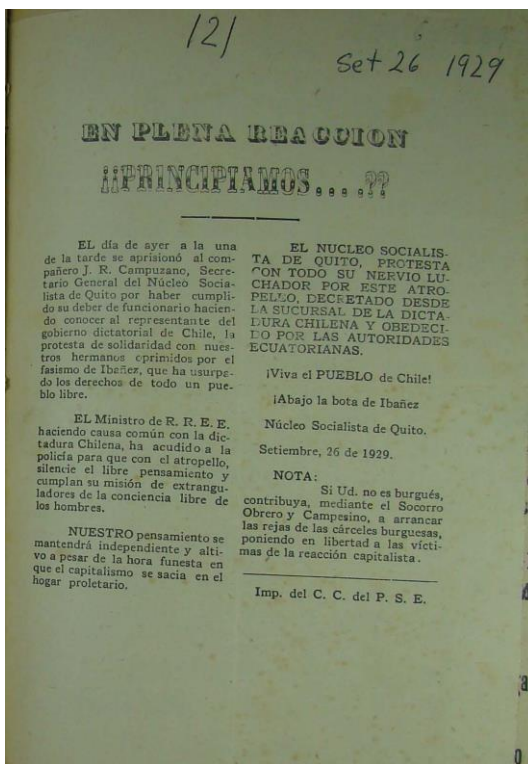 121
Set 26 1929
EN PLENA REACCION
¡¡PRINCIPIAMOS....??
EL día de ayer a la una
de la tarde se aprisionó al com-
pañero J. R. Campuzano, Secre-
tario General del Núcleo Socia-
lista de Quito por haber cumpli-
do su deber de funcionario hacien-
do conocer al representante del
gobierno dictatorial de Chile, la
protesta de solidaridad con nues-
tros hermanos oprimidos por el
fasismo de Ibañez, que ha usurpa-
do los derechos de todo un pue-
blo libre.
EL Ministro de R. R. E. E.
haciendo causa común con la dic-
tadura Chilena, ha acudido a la
policía para que con el atropello,
silencie el libre pensamiento y
cumplan su misión de extrangu-
ladores de la conciencia libre de
los hombres.
NUESTRO pensamiento se
mantendrá independiente y alti-
vo a pesar de la hora funesta en
que el capitalismo se sacia en el
hogar proletario.
EL NUCLEO SOCIALIS-
TA DE QUITO, PROTESTA
CON TODO SU NERVIO LU-
CHADOR POR ESTE ATRO-
PELLO, DECRETADO DESDE
LA SUCURSAL DE LA DICTA-
DURA CHILENA Y OBEDECI-
DO POR LAS AUTORIDADES
ECUATORIANAS.
¡Viva el PUEBLO de Chile!
¡Abajo la bota de Ibañez
Núcleo Socialista de Quito.
Setiembre, 26 de 1929.
NOTA:
Si Ud. no es burgués,
contribuya, mediante el Socorro
Obrero y Campesino, a arrancar
las rejas de las cárceles burguesas,
poniendo en libertad a las vícti-
mas de la reacción capitalista.
Imp. del C. C. del P. S. E.